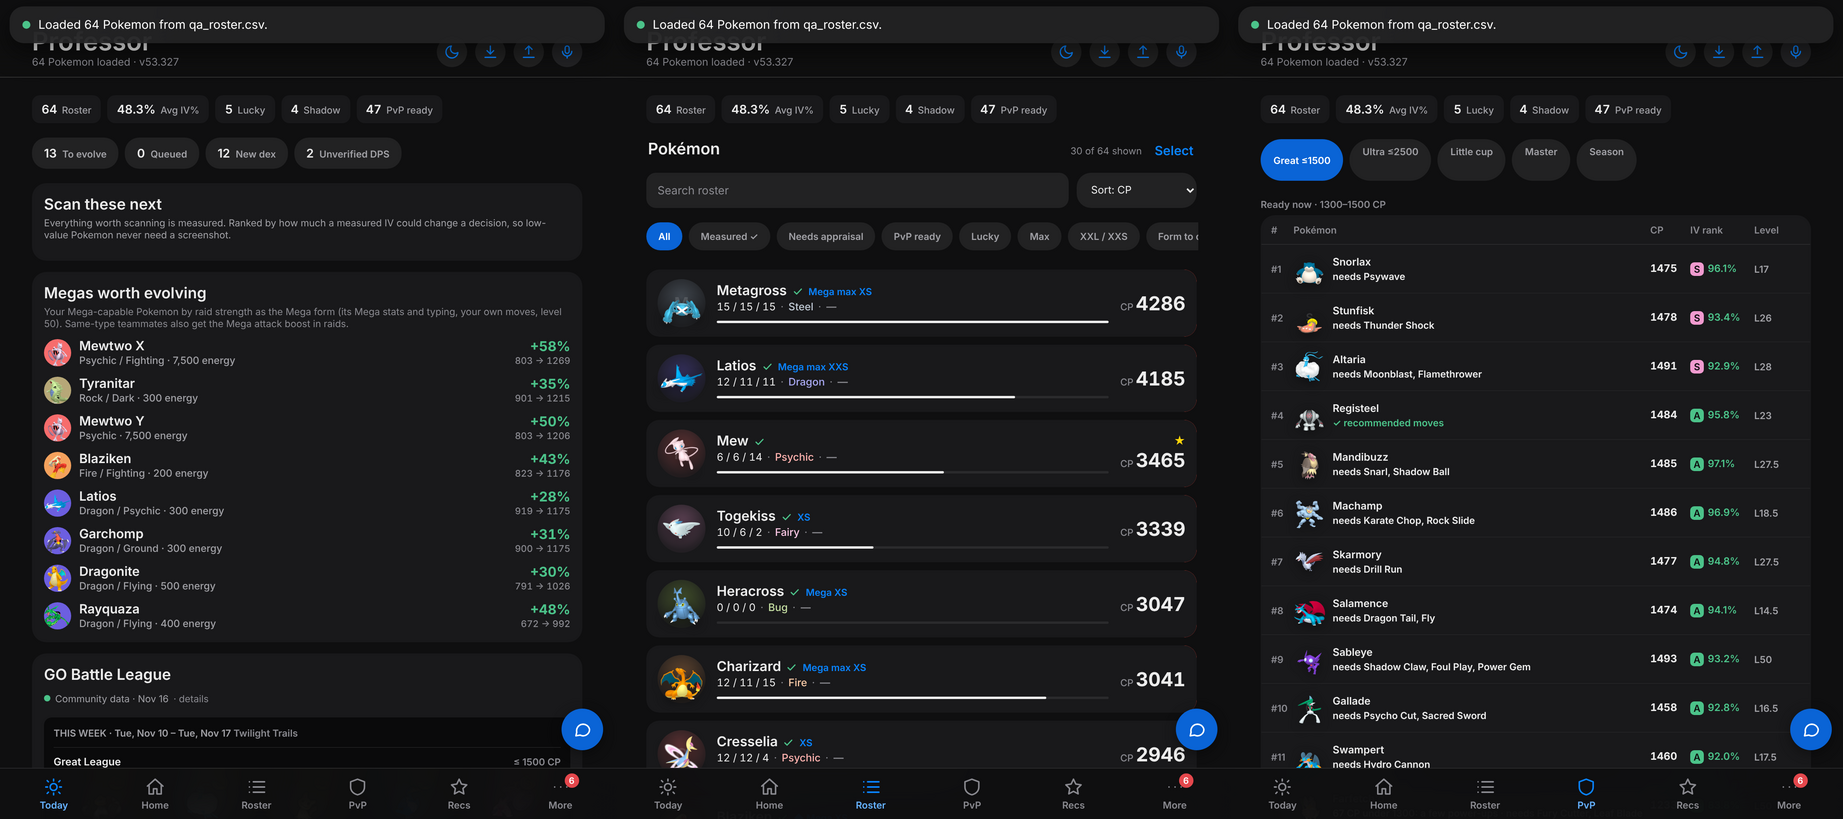 Loaded 64 Pokemon from qa_roster.csv.
Professor
64 Pokemon loaded · v53.327
64 Roster
48.3% Avg IV%
5 Lucky
4 Shadow
47 PvP ready
13 To evolve
0 Queued
12 New dex
2 Unverified DPS
Scan these next
Everything worth scanning is measured. Ranked by how much a measured IV could change a decision, so low-
value Pokemon never need a screenshot.
Megas worth evolving
Your Mega-capable Pokemon by raid strength as the Mega form (its Mega stats and typing, your own moves, level
50). Same-type teammates also get the Mega attack boost in raids.
Mewtwo X +58%
Psychic / Fighting · 7,500 energy 803 → 1269
Tyranitar +35%
Rock / Dark · 300 energy 901 → 1215
Mewtwo Y +50%
Psychic · 7,500 energy 803 → 1206
Blaziken +43%
Fire / Fighting · 200 energy 823 → 1176
Latios +28%
Dragon / Psychic · 300 energy 919 → 1175
Garchomp +31%
Dragon / Ground · 300 energy 900 → 1175
Dragonite +30%
Dragon / Flying · 500 energy 791 → 1026
Rayquaza +48%
Dragon / Flying · 400 energy 672 → 992
GO Battle League
Community data · Nov 16 · details
THIS WEEK · Tue, Nov 10 – Tue, Nov 17 Twilight Trails
Great League ≤ 1500 CP
Today
Home
Roster
PvP
Recs
6
More
Loaded 64 Pokemon from qa_roster.csv.
Professor
64 Pokemon loaded · v53.327
64 Roster
48.3% Avg IV%
5 Lucky
4 Shadow
47 PvP ready
Pokémon
30 of 64 shown Select
Search roster
Sort: CP
All
Measured ✓
Needs appraisal
PvP ready
Lucky
Max
XXL / XXS
Form to
Metagross ✓ Mega max XS
15 / 15 / 15 · Steel · —
CP 4286
Latios ✓ Mega max XXS
12 / 11 / 11 · Dragon · —
CP 4185
Mew ✓
6 / 6 / 14 · Psychic · —
★
CP 3465
Togekiss ✓ XS
10 / 6 / 2 · Fairy · —
CP 3339
Heracross ✓ Mega XS
0 / 0 / 0 · Bug · —
CP 3047
Charizard ✓ Mega max XS
12 / 11 / 15 · Fire · —
CP 3041
Cresselia ✓ XS
12 / 12 / 4 · Psychic · —
CP 2946
Today
Home
Roster
PvP
Recs
6
More
Loaded 64 Pokemon from qa_roster.csv.
Professor
64 Pokemon loaded · v53.327
64 Roster
48.3% Avg IV%
5 Lucky
4 Shadow
47 PvP ready
Great ≤1500
Ultra ≤2500
Little cup
Master
Season
Ready now · 1300–1500 CP
# Pokémon CP IV rank Level
#1 Snorlax 1475 S 96.1% L17
needs Psywave
#2 Stunfisk 1478 S 93.4% L26
needs Thunder Shock
#3 Altaria 1491 S 92.9% L28
needs Moonblast, Flamethrower
#4 Registeel 1484 A 95.8% L23
✓ recommended moves
#5 Mandibuzz 1485 A 97.1% L27.5
needs Snarl, Shadow Ball
#6 Machamp 1486 A 96.9% L18.5
needs Karate Chop, Rock Slide
#7 Skarmory 1477 A 94.8% L27.5
needs Drill Run
#8 Salamence 1474 A 94.1% L14.5
needs Dragon Tail, Fly
#9 Sableye 1493 A 93.2% L50
needs Shadow Claw, Foul Play, Power Gem
#10 Gallade 1458 A 92.8% L16.5
needs Psycho Cut, Sacred Sword
#11 Swampert 1460 A 92.0% L17.5
needs Hydro Cannon
Today
Home
Roster
PvP
Recs
6
More